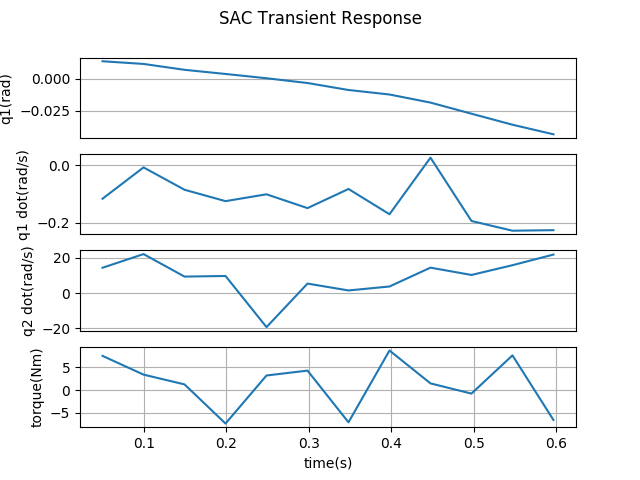 SAC Transient Response
0.000
−0.025
q1(rad)
0.0
−0.2
q1 dot(rad/s)
20
0
−20
q2 dot(rad/s)
5
0
−5
torque(Nm)
0.1 0.2 0.3 0.4 0.5 0.6
time(s)